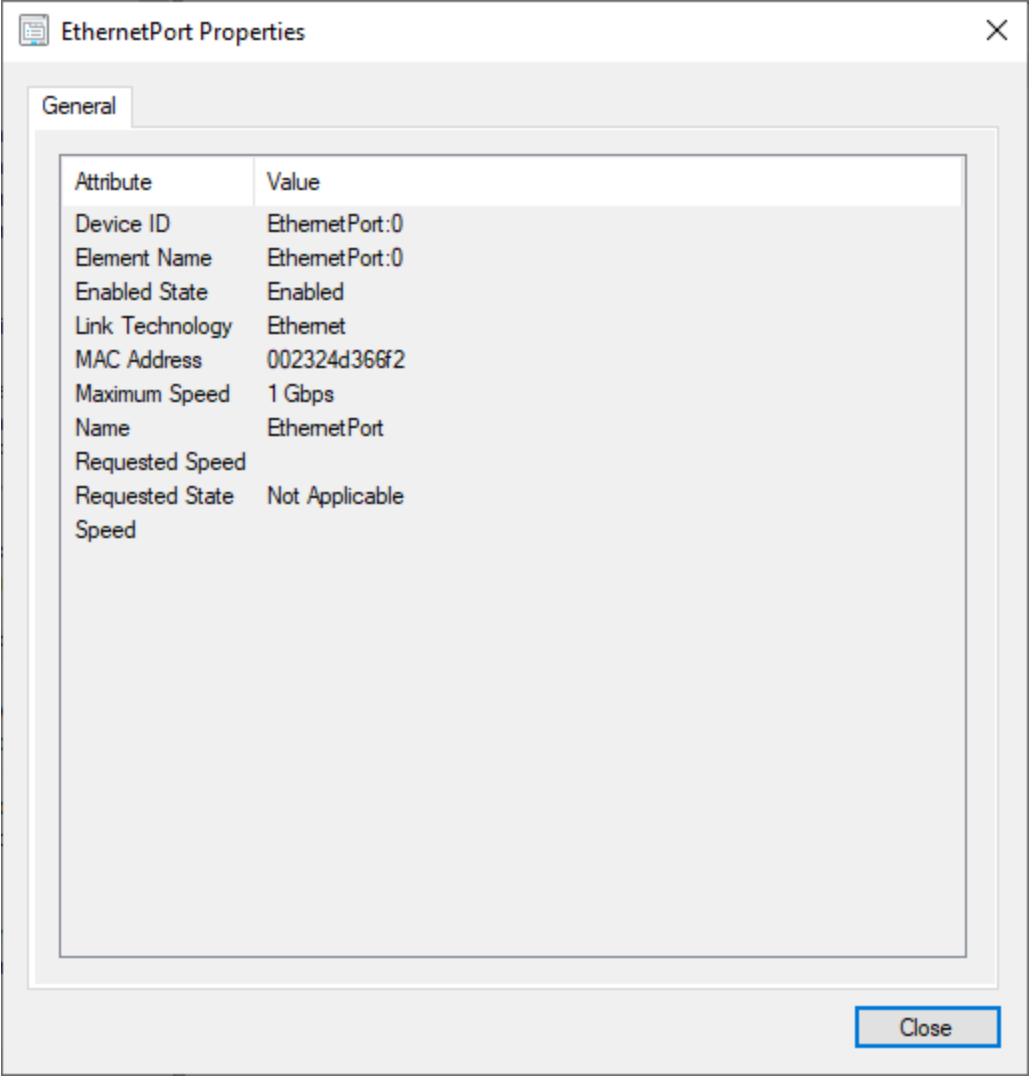 EthernetPort Properties
General
Attribute Value
Device ID EthernetPort:0
Element Name EthernetPort:0
Enabled State Enabled
Link Technology Ethernet
MAC Address 002324d366f2
Maximum Speed 1 Gbps
Name EthernetPort
Requested Speed
Requested State Not Applicable
Speed
Close